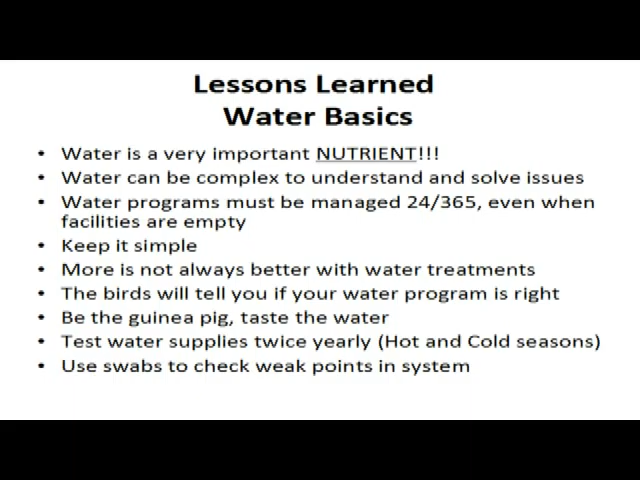 Lessons Learned
Water Basics
• Water is a very important NUTRIENT!!!
• Water can be complex to understand and solve issues
• Water programs must be managed 24/365, even when
facilities are empty
• Keep it simple
• More is not always better with water treatments
• The birds will tell you if your water program is right
• Be the guinea pig, taste the water
• Test water supplies twice yearly (Hot and Cold seasons)
• Use swabs to check weak points in system